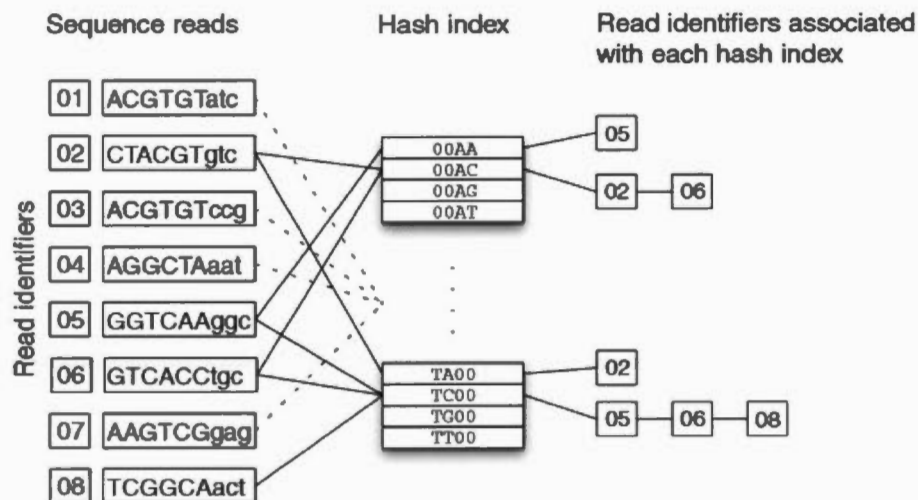 Sequence reads
Hash index
Read identifiers associated
with each hash index
Read identifiers
01 ACGTGTatc
02 CTACGTgtc
03 ACGTGTccg
04 AGGCTAaat
05 GGTCAAggc
06 GTCACCtgc
07 AAGTCGgag
08 TCGGCAact
00AA
00AC
00AG
00AT
TA00
TC00
TG00
TT00
05
02 06
02
05 06 08